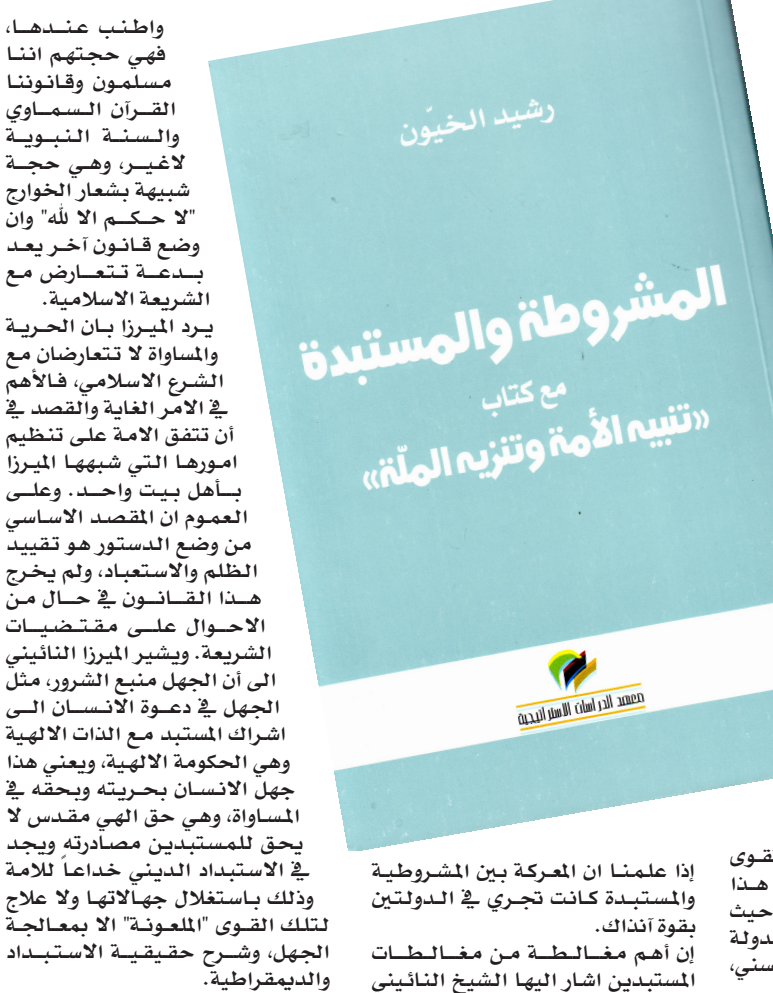 رشيد الخيّون
المشروطة والمستبدة
مع كتاب
«تنبيه الأمة وتنزيه الملّة»
معهد الدراسات الاستراتيجية
قوى
هذا
حيث
دولة
سني،
إذا علمنا ان المعركة بين المشروطية
والمستبدة كانت تجري في الدولتين
بقوة آنذاك.
إن أهم مغالطة من مغالطات
المستبدين اشار اليها الشيخ النائيني
واطنب عندها،
فهي حجتهم اننا
مسلمون وقانوننا
القرآن السماوي
والسنة النبوية
لاغير، وهي حجة
شبيهة بشعار الخوارج
"لا حكم الا لله" وان
وضع قانون آخر يعد
بدعة تتعارض مع
الشريعة الاسلامية.
يرد الميرزا بان الحرية
والمساواة لا تتعارضان مع
الشرع الاسلامي، فالأهم
في الامر الغاية والقصد في
أن تتفق الامة على تنظيم
امورها التي شبهها الميرزا
بأهل بيت واحد. وعلى
العموم ان المقصد الاساسي
من وضع الدستور هو تقييد
الظلم والاستعباد، ولم يخرج
هذا القانون في حال من
الاحوال على مقتضيات
الشريعة. ويشير الميرزا النائيني
الى أن الجهل منبع الشرور، مثل
الجهل في دعوة الانسان الى
اشراك المستبد مع الذات الالهية
وهي الحكومة الالهية، ويعني هذا
جهل الانسان بحريته وبحقه في
المساواة، وهي حق الهي مقدس لا
يحق للمستبدين مصادرته ويجد
في الاستبداد الديني خداعاً للامة
وذلك باستغلال جهالاتها ولا علاج
لتلك القوى "الملعونة" الا بمعالجة
الجهل، وشرح حقيقية الاستبداد
والديمقراطية.